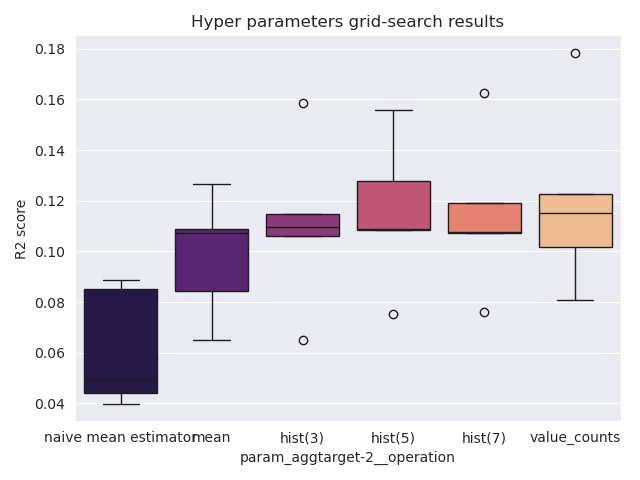 Hyper parameters grid-search results
0.18
0.16
0.14
0.12
0.10
0.08
0.06
0.04
R2 score
naive mean estimator mean hist(3) hist(5) hist(7) value_counts
param_aggtarget-2__operation